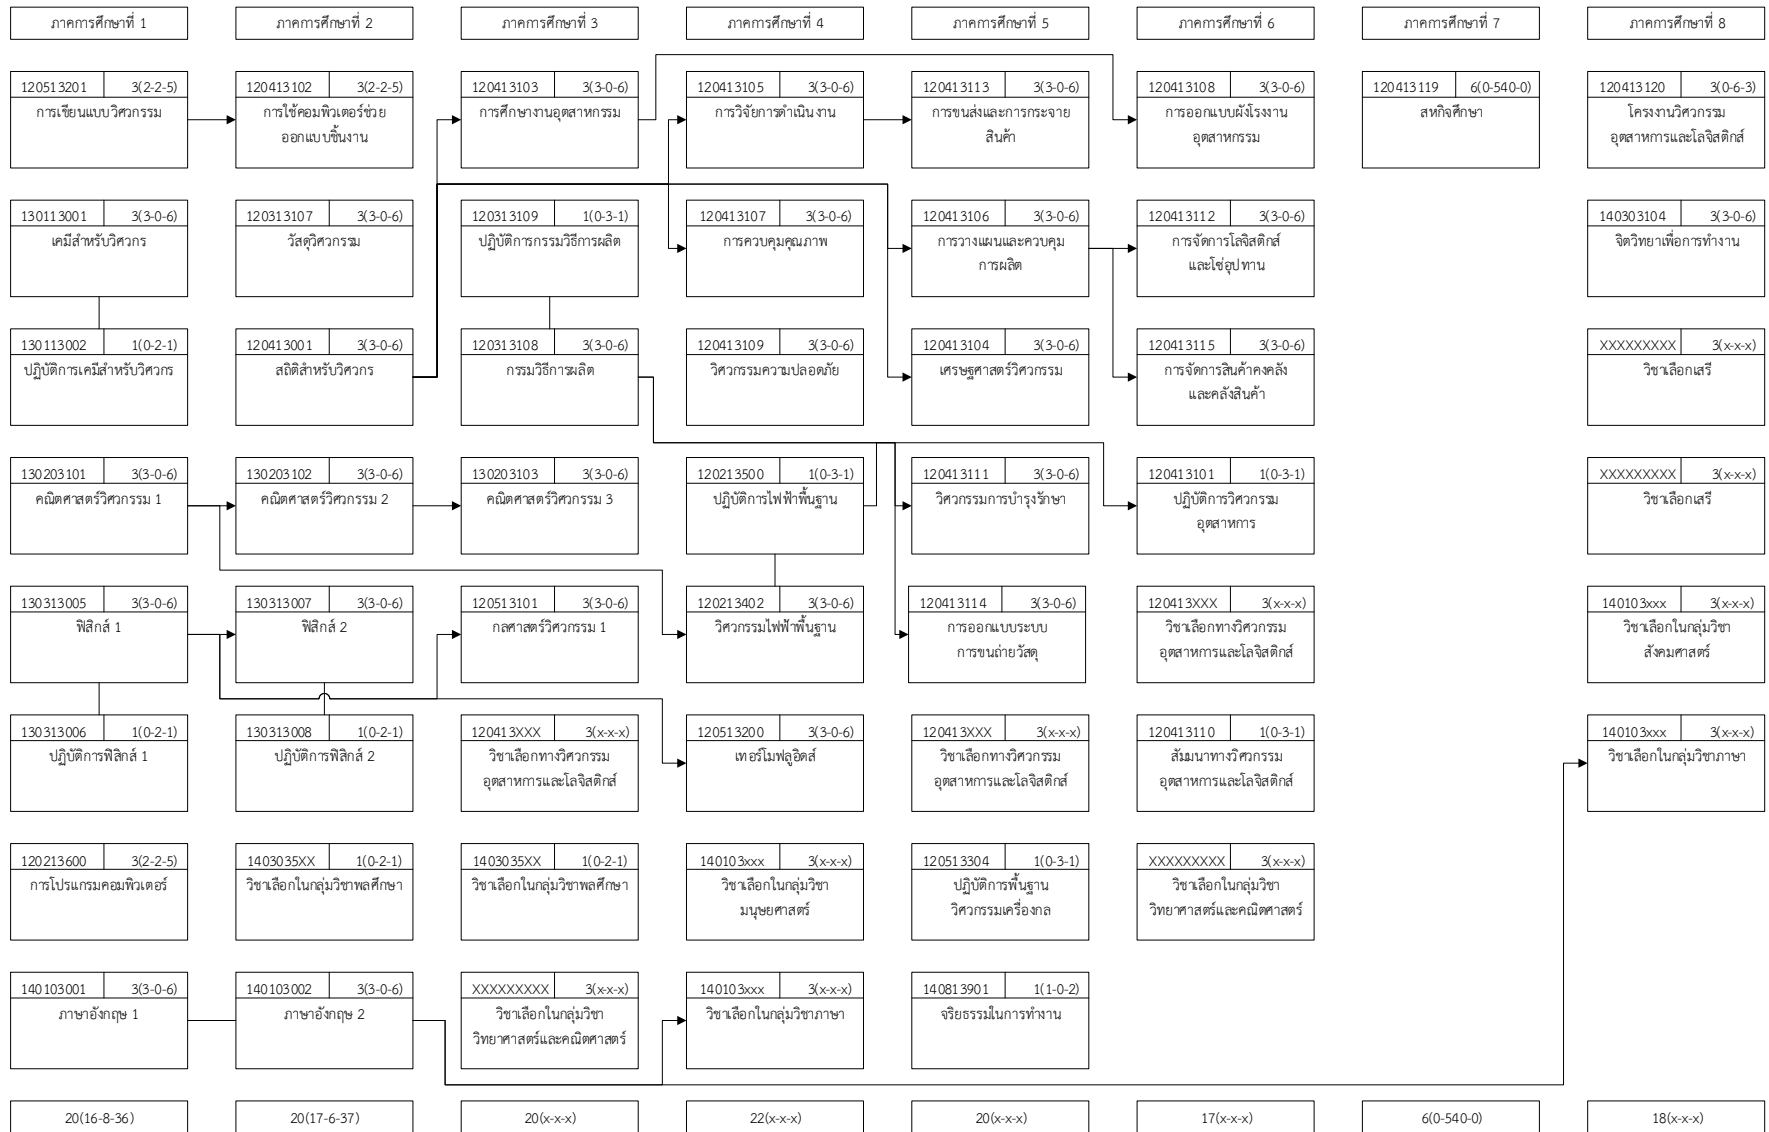 ภาคการศึกษาที่ 1
ภาคการศึกษาที่ 2
ภาคการศึกษาที่ 3
ภาคการศึกษาที่ 4
ภาคการศึกษาที่ 5
ภาคการศึกษาที่ 6
ภาคการศึกษาที่ 7
ภาคการศึกษาที่ 8
120513201 3(2-2-5)
การเขียนแบบวิศวกรรม
120413102 3(2-2-5)
การใช้คอมพิวเตอร์ช่วย
ออกแบบชิ้นงาน
120413103 3(3-0-6)
การศึกษางานอุตสาหกรรม
120413105 3(3-0-6)
การวิจัยการดำเนินงาน
120413113 3(3-0-6)
การขนส่งและการกระจาย
สินค้า
120413108 3(3-0-6)
การออกแบบผังโรงงาน
อุตสาหกรรม
120413119 6(0-540-0)
สหกิจศึกษา
120413120 3(0-6-3)
โครงงานวิศวกรรม
อุตสาหการและโลจิสติกส์
130113001 3(3-0-6)
เคมีสำหรับวิศวกร
120313107 3(3-0-6)
วัสดุวิศวกรรม
120313109 1(0-3-1)
ปฏิบัติการกรรมวิธีการผลิต
120413107 3(3-0-6)
การควบคุมคุณภาพ
120413106 3(3-0-6)
การวางแผนและควบคุม
การผลิต
120413112 3(3-0-6)
การจัดการโลจิสติกส์
และโซ่อุปทาน
140303104 3(3-0-6)
จิตวิทยาเพื่อการทำงาน
130113002 1(0-2-1)
ปฏิบัติการเคมีสำหรับวิศวกร
120413001 3(3-0-6)
สถิติสำหรับวิศวกร
120313108 3(3-0-6)
กรรมวิธีการผลิต
120413109 3(3-0-6)
วิศวกรรมความปลอดภัย
120413104 3(3-0-6)
เศรษฐศาสตร์วิศวกรรม
120413115 3(3-0-6)
การจัดการสินค้าคงคลัง
และคลังสินค้า
XXXXXXXXX 3(x-x-x)
วิชาเลือกเสรี
130203101 3(3-0-6)
คณิตศาสตร์วิศวกรรม 1
130203102 3(3-0-6)
คณิตศาสตร์วิศวกรรม 2
130203103 3(3-0-6)
คณิตศาสตร์วิศวกรรม 3
120213500 1(0-3-1)
ปฏิบัติการไฟฟ้าพื้นฐาน
120413111 3(3-0-6)
วิศวกรรมการบำรุงรักษา
120413101 1(0-3-1)
ปฏิบัติการวิศวกรรม
อุตสาหการ
XXXXXXXXX 3(x-x-x)
วิชาเลือกเสรี
130313005 3(3-0-6)
ฟิสิกส์ 1
130313007 3(3-0-6)
ฟิสิกส์ 2
120513101 3(3-0-6)
กลศาสตร์วิศวกรรม 1
120213402 3(3-0-6)
วิศวกรรมไฟฟ้าพื้นฐาน
120413114 3(3-0-6)
การออกแบบระบบ
การขนถ่ายวัสดุ
120413XXX 3(x-x-x)
วิชาเลือกทางวิศวกรรม
อุตสาหการและโลจิสติกส์
140103xxx 3(x-x-x)
วิชาเลือกในกลุ่มวิชา
สังคมศาสตร์
130313006 1(0-2-1)
ปฏิบัติการฟิสิกส์ 1
130313008 1(0-2-1)
ปฏิบัติการฟิสิกส์ 2
120413XXX 3(x-x-x)
วิชาเลือกทางวิศวกรรม
อุตสาหการและโลจิสติกส์
120513200 3(3-0-6)
เทอร์โมฟลูอิดส์
120413XXX 3(x-x-x)
วิชาเลือกทางวิศวกรรม
อุตสาหการและโลจิสติกส์
120413110 1(0-3-1)
สัมมนาทางวิศวกรรม
อุตสาหการและโลจิสติกส์
140103xxx 3(x-x-x)
วิชาเลือกในกลุ่มวิชาภาษา
120213600 3(2-2-5)
การโปรแกรมคอมพิวเตอร์
1403035XX 1(0-2-1)
วิชาเลือกในกลุ่มวิชาพลศึกษา
1403035XX 1(0-2-1)
วิชาเลือกในกลุ่มวิชาพลศึกษา
140103xxx 3(x-x-x)
วิชาเลือกในกลุ่มวิชา
มนุษยศาสตร์
120513304 1(0-3-1)
ปฏิบัติการพื้นฐาน
วิศวกรรมเครื่องกล
XXXXXXXXX 3(x-x-x)
วิชาเลือกในกลุ่มวิชา
วิทยาศาสตร์และคณิตศาสตร์
140103001 3(3-0-6)
ภาษาอังกฤษ 1
140103002 3(3-0-6)
ภาษาอังกฤษ 2
XXXXXXXXX 3(x-x-x)
วิชาเลือกในกลุ่มวิชา
วิทยาศาสตร์และคณิตศาสตร์
140103xxx 3(x-x-x)
วิชาเลือกในกลุ่มวิชาภาษา
140813901 1(1-0-2)
จริยธรรมในการทำงาน
20(16-8-36)
20(17-6-37)
20(x-x-x)
22(x-x-x)
20(x-x-x)
17(x-x-x)
6(0-540-0)
18(x-x-x)